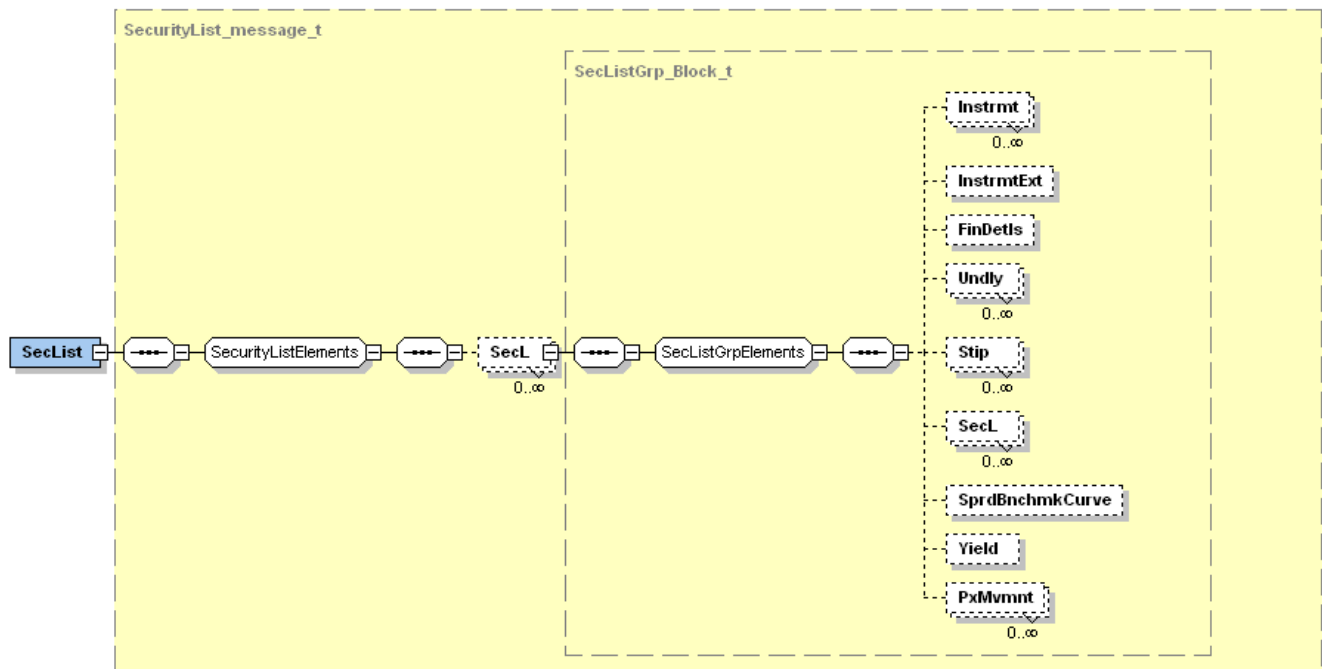 SecurityList_message_t
SecListGrp_Block_t
Instrmt
0..∞
InstrmtExt
FinDetls
Undly
0..∞
SecList
SecurityListElements
SecL
0..∞
SecListGrpElements
Stip
0..∞
SecL
0..∞
SprdBnchmkCurve
Yield
PxMvmnt
0..∞